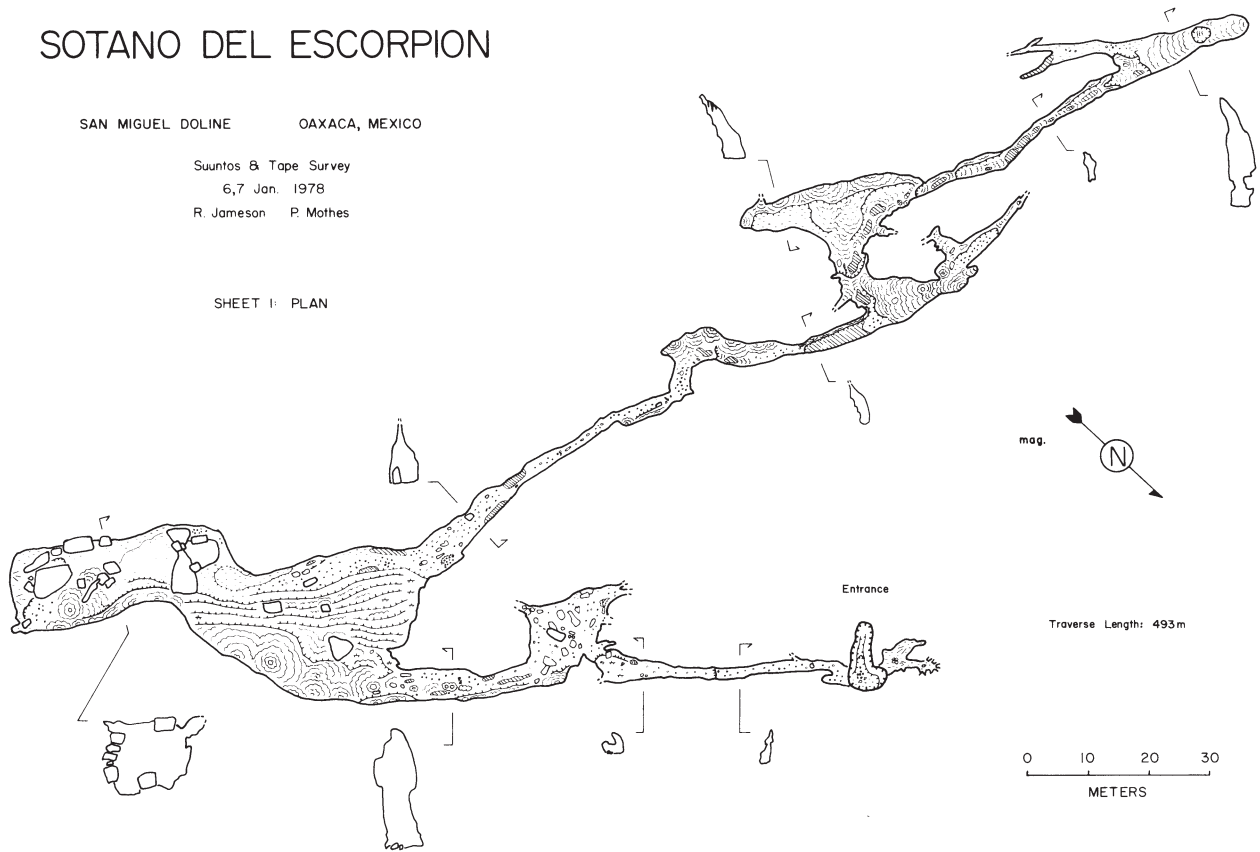 SOTANO DEL ESCORPION
SAN MIGUEL DOLINE OAXACA, MEXICO
Suuntos & Tape Survey
6,7 Jan. 1978
R. Jameson P. Mothes
SHEET 1: PLAN
mag.
N
Entrance
Traverse Length: 493m
0 10 20 30
METERS